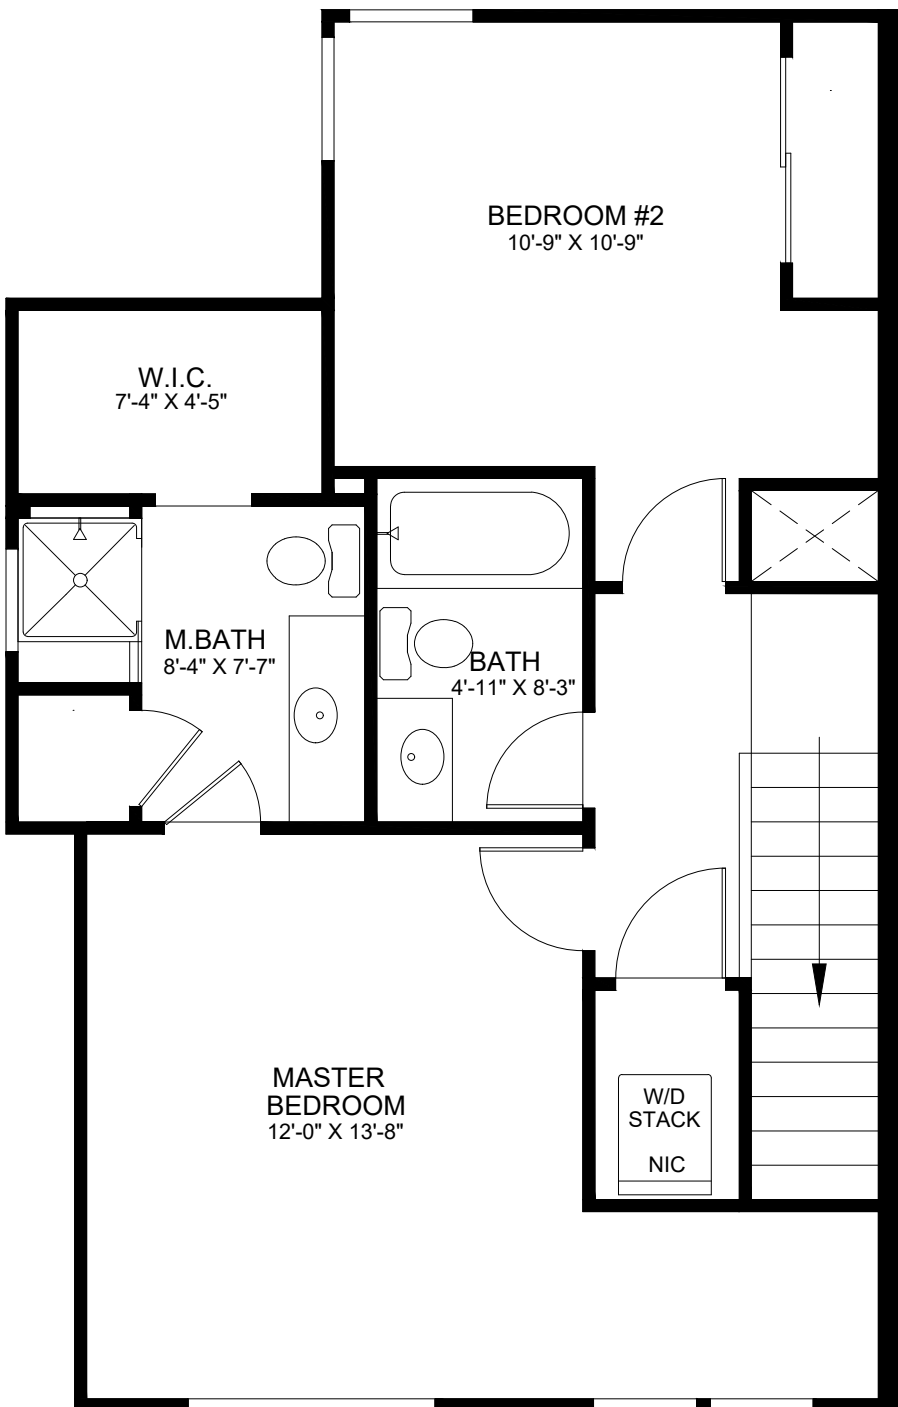 BEDROOM #2
10'-9" X 10'-9"
W.I.C.
7'-4" X 4'-5"
M.BATH
8'-4" X 7'-7"
BATH
4'-11" X 8'-3"
MASTER
BEDROOM
12'-0" X 13'-8"
W/D
STACK
NIC